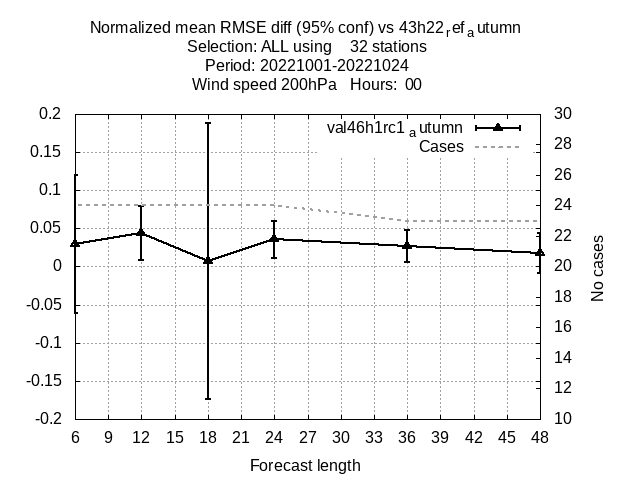 Normalized mean RMSE diff (95% conf) vs 43h22refautumn
Selection: ALL using 32 stations
Period: 20221001-20221024
Wind speed 200hPa Hours: 00
val46h1rc1autumn
Cases
0.2
0.15
0.1
0.05
0
-0.05
-0.1
-0.15
-0.2
30
28
26
24
22
20
18
16
14
12
10
No cases
6 9 12 15 18 21 24 27 30 33 36 39 42 45 48
Forecast length